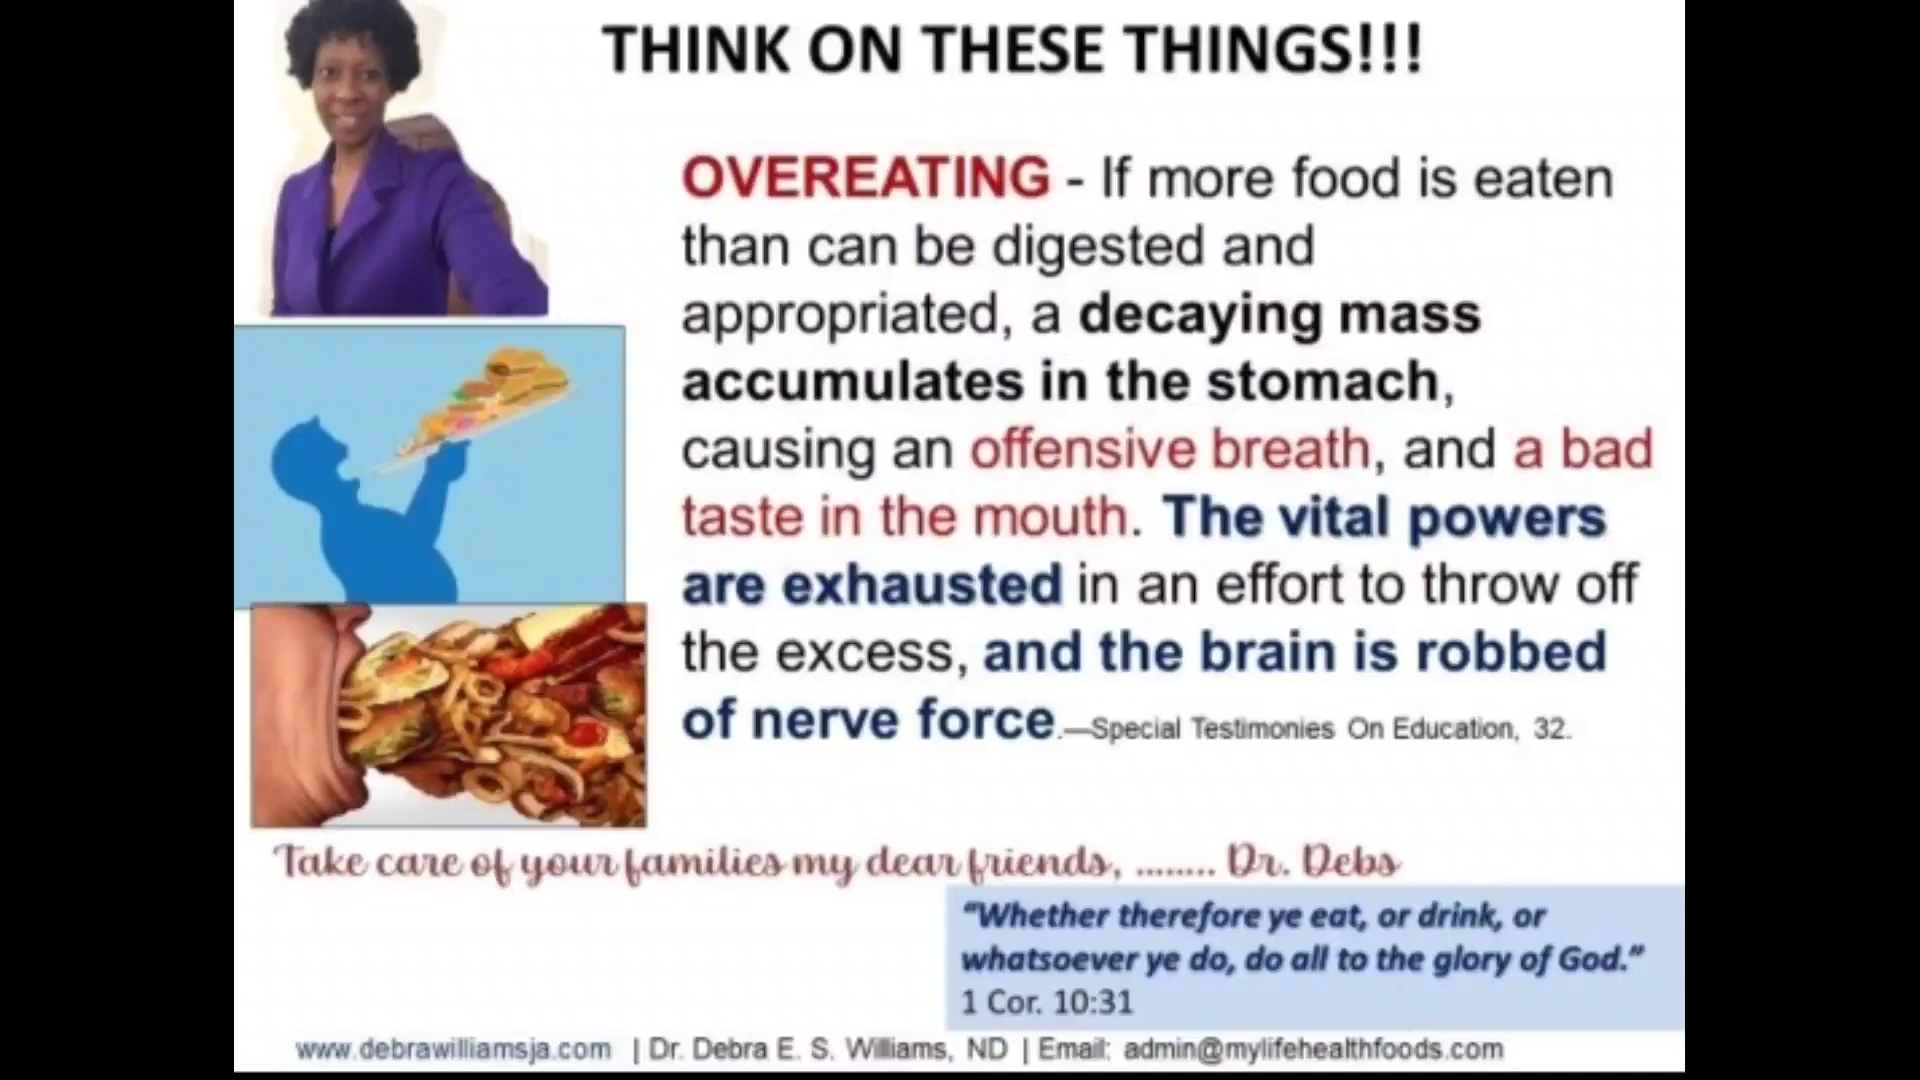 THINK ON THESE THINGS!!!
OVEREATING - If more food is eaten
than can be digested and
appropriated, a decaying mass
accumulates in the stomach,
causing an offensive breath, and a bad
taste in the mouth. The vital powers
are exhausted in an effort to throw off
the excess, and the brain is robbed
of nerve force.—Special Testimonies On Education, 32.
Take care of your families my dear friends, ........ Dr. Debs
“Whether therefore ye eat, or drink, or
whatsoever ye do, do all to the glory of God.”
1 Cor. 10:31
www.debrawilliamsja.com | Dr. Debra E. S. Williams, ND | Email: admin@mylifehealthfoods.com